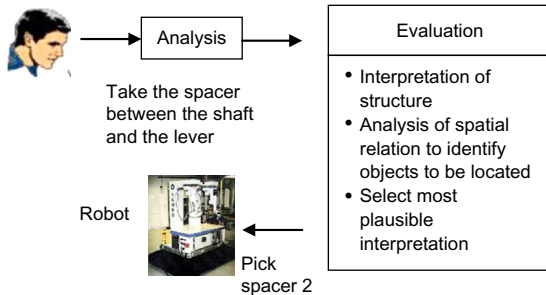 Analysis
Take the spacer
between the shaft
and the lever
Evaluation
• Interpretation of
structure
• Analysis of spatial
relation to identify
objects to be located
• Select most
plausible
interpretation
Robot
Pick
spacer 2